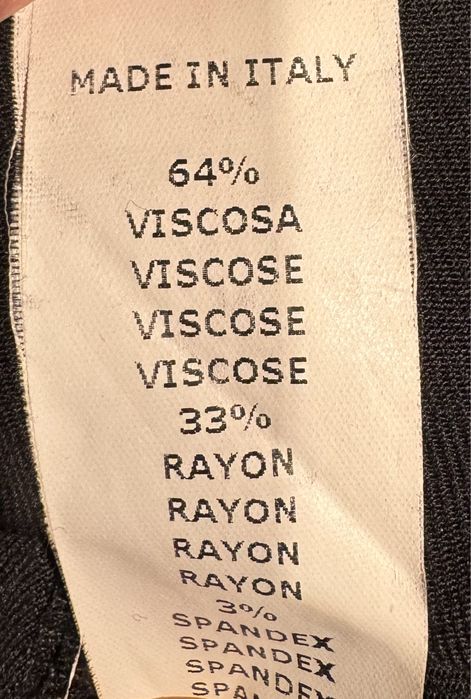 MADE IN ITALY
64%
VISCOSA
VISCOSE
VISCOSE
VISCOSE
33%
RAYON
RAYON
RAYON
RAYON
3%
SPANDEX
SPANDEX
SPANDEX